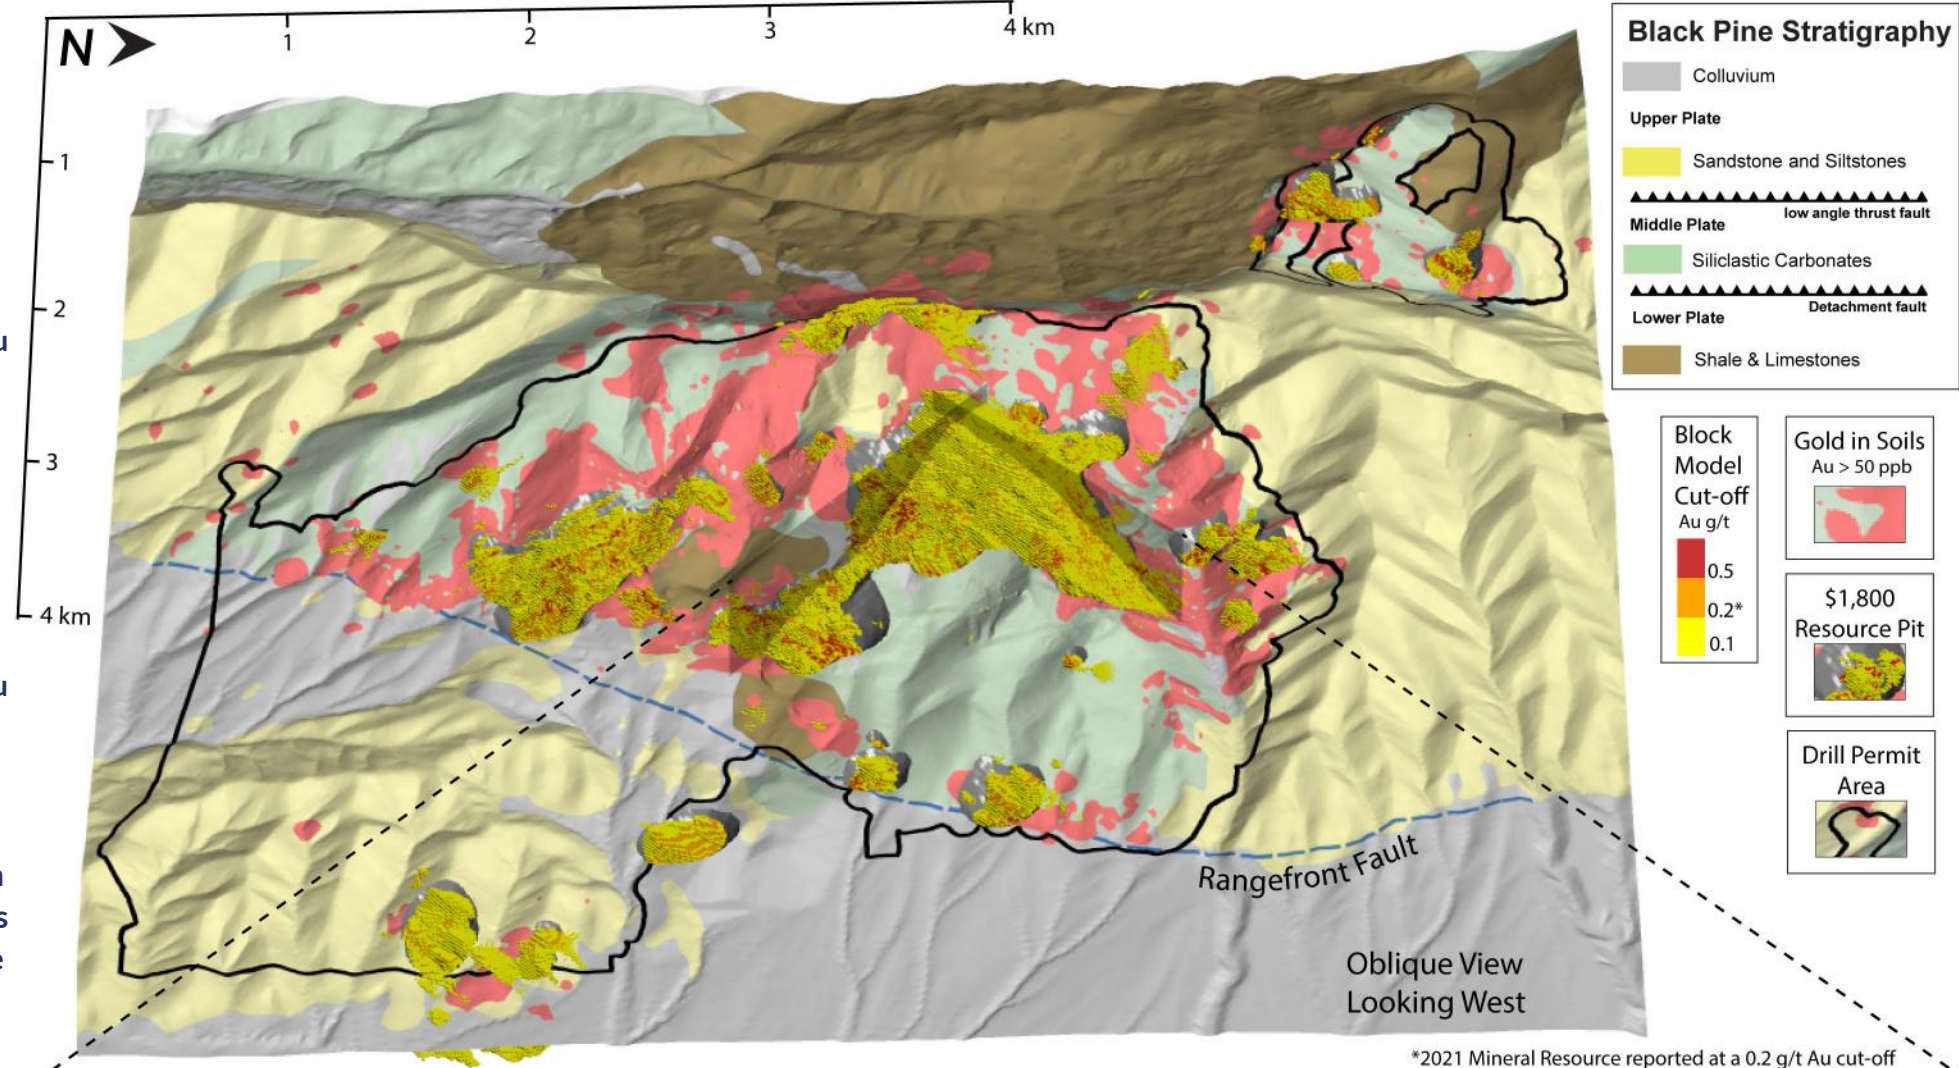 N
1
2
3
4 km
1
2
3
4 km
u
u
s
e
Rangefront Fault
Oblique View
Looking West
*2021 Mineral Resource reported at a 0.2 g/t Au cut-off
Black Pine Stratigraphy
Colluvium
Upper Plate
Sandstone and Siltstones
low angle thrust fault
Middle Plate
Siliclastic Carbonates
Detachment fault
Lower Plate
Shale & Limestones
Block
Model
Cut-off
Au g/t
0.5
0.2*
0.1
Gold in Soils
Au > 50 ppb
$1,800
Resource Pit
Drill Permit
Area